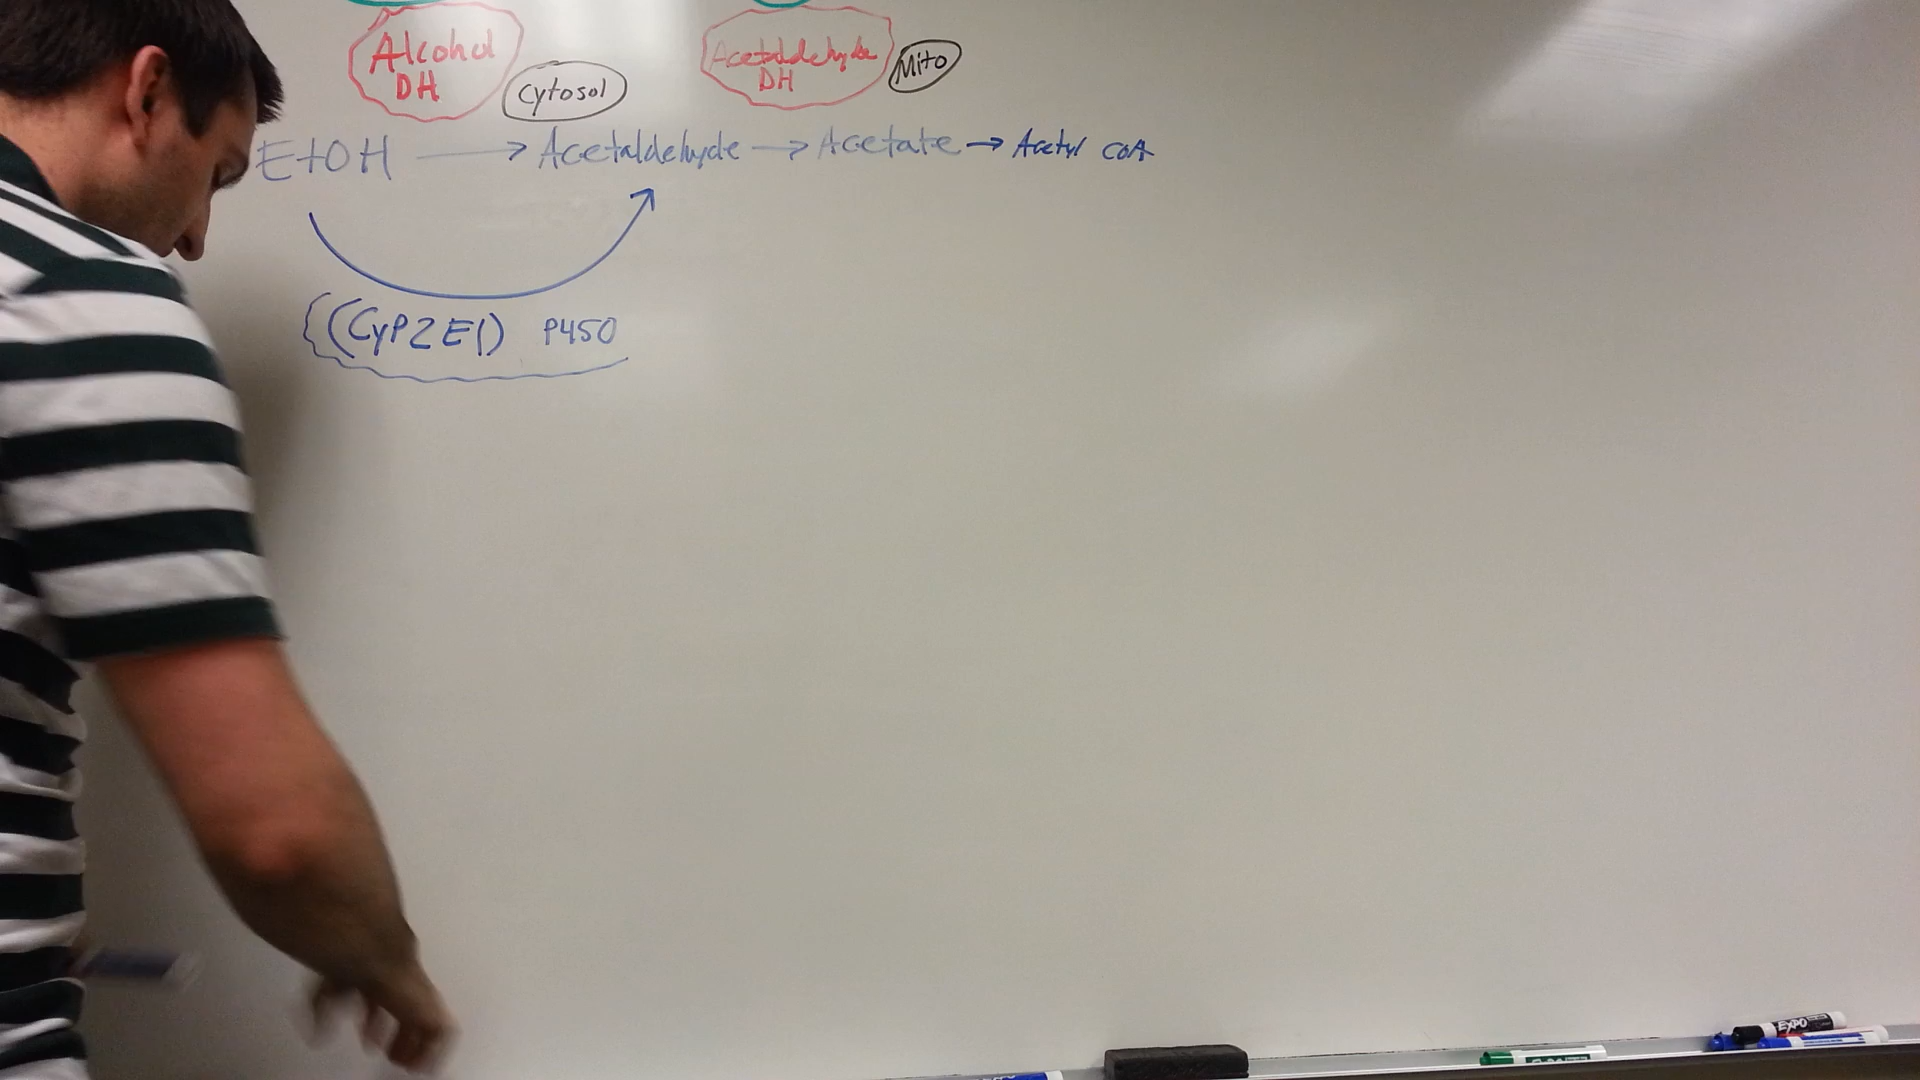 Alcohol
DH
Cytosol
Acetaldehyde
DH
Mito
EtOH → Acetaldehyde → Acetate → Acetyl CoA
(CYP2E1) P450
EXPO